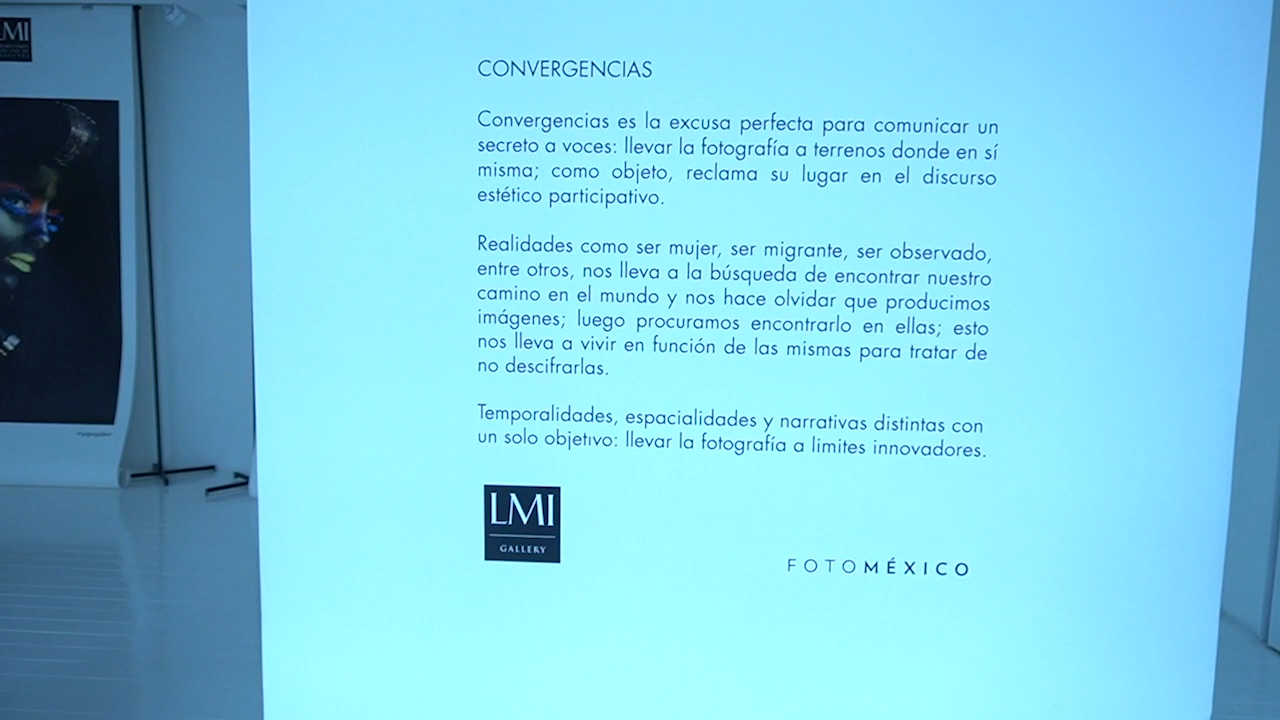 LMI
CONVERGENCIAS
Convergencias es la excusa perfecta para comunicar un
secreto a voces: llevar la fotografía a terrenos donde en sí
misma; como objeto, reclama su lugar en el discurso
estético participativo.
Realidades como ser mujer, ser migrante, ser observado,
entre otros, nos lleva a la búsqueda de encontrar nuestro
camino en el mundo y nos hace olvidar que producimos
imágenes; luego procuramos encontrarlo en ellas; esto
nos lleva a vivir en función de las mismas para tratar de
no descifrarlas.
Temporalidades, espacialidades y narrativas distintas con
un solo objetivo: llevar la fotografía a limites innovadores.
LMI
GALLERY
FOTOMÉXICO